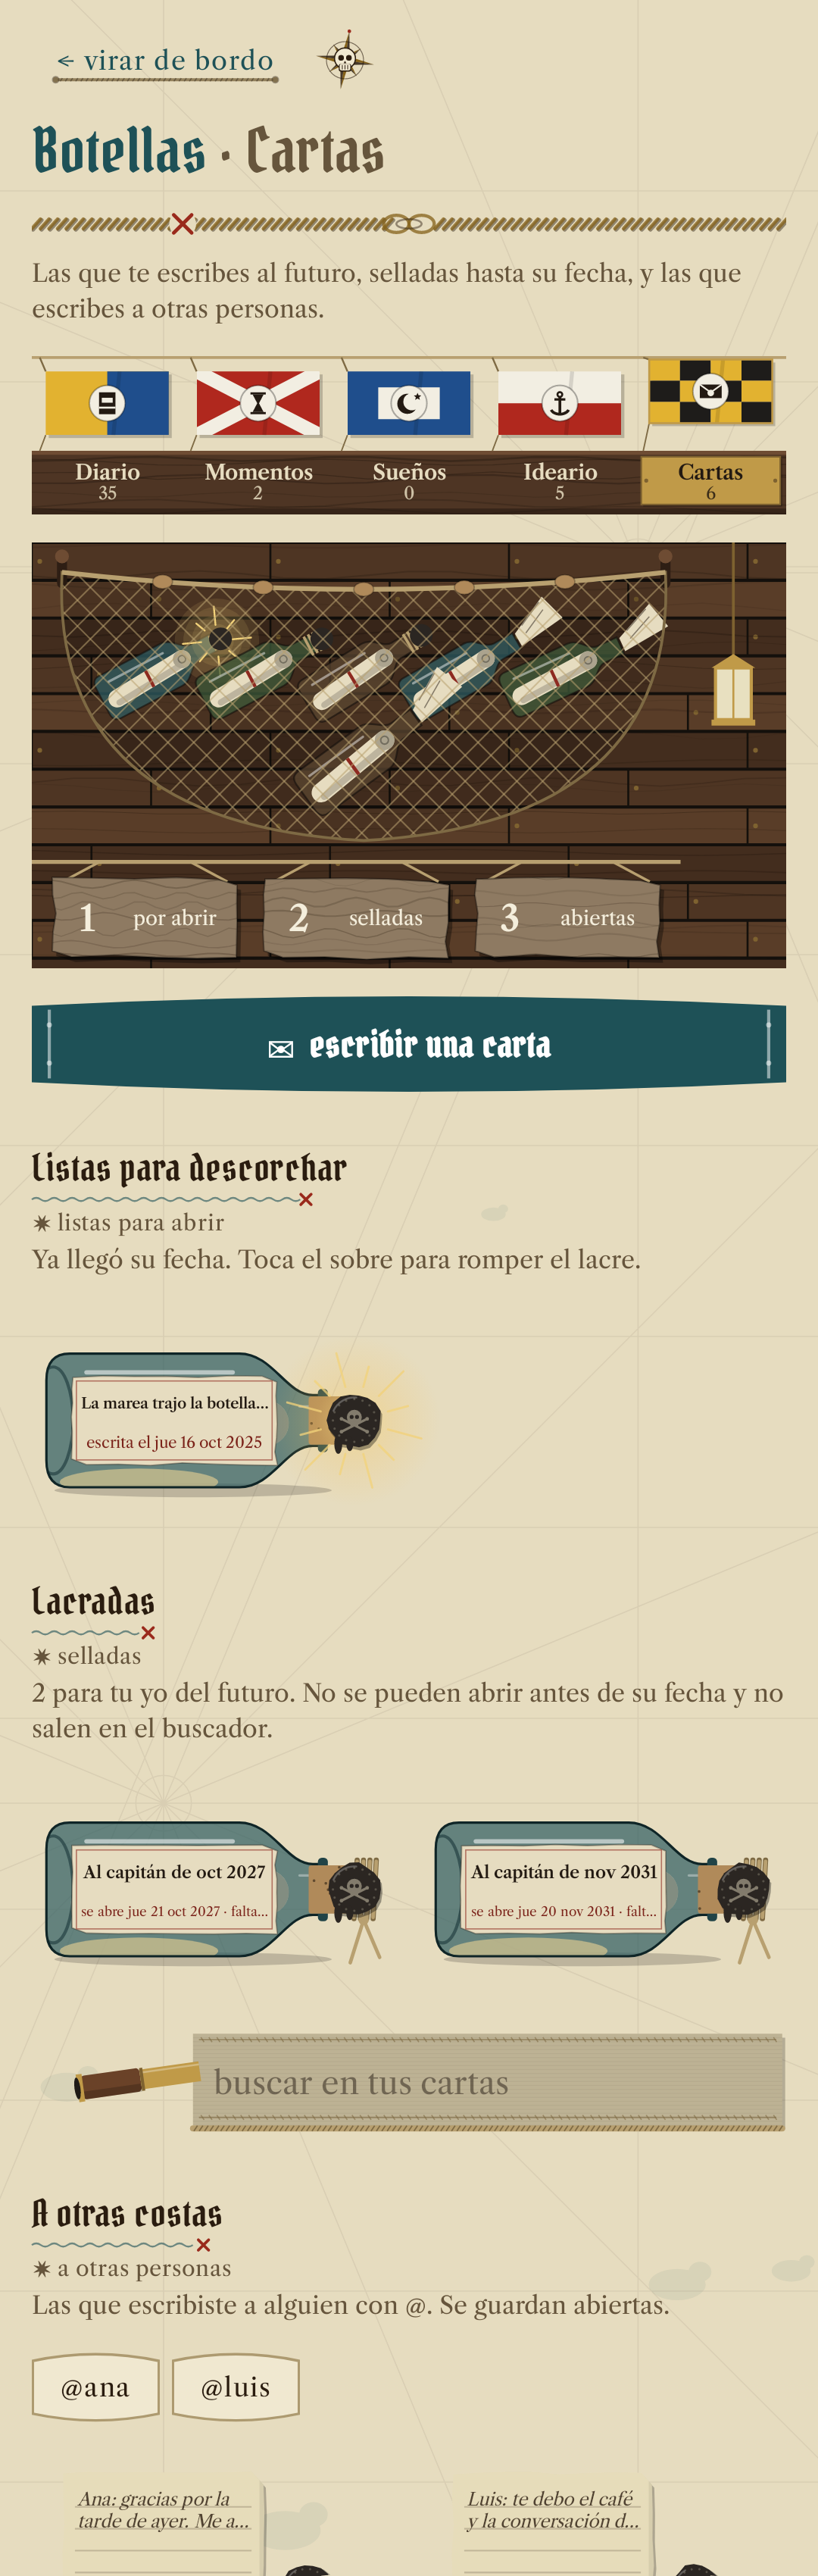 ← virar de bordo
Botellas · Cartas
Las que te escribes al futuro, selladas hasta su fecha, y las que
escribes a otras personas.
Diario
35
Momentos
2
Sueños
0
Ideario
5
Cartas
6
1 por abrir
2 selladas
3 abiertas
✉ escribir una carta
Listas para descorchar
✷ listas para abrir
Ya llegó su fecha. Toca el sobre para romper el lacre.
La marea trajo la botella...
escrita el jue 16 oct 2025
Lacradas
✷ selladas
2 para tu yo del futuro. No se pueden abrir antes de su fecha y no
salen en el buscador.
Al capitán de oct 2027
se abre jue 21 oct 2027 · falta...
Al capitán de nov 2031
se abre jue 20 nov 2031 · falt...
buscar en tus cartas
A otras costas
✷ a otras personas
Las que escribiste a alguien con @. Se guardan abiertas.
@ana
@luis
Ana: gracias por la
tarde de ayer. Me a...
Luis: te debo el café
y la conversación d...